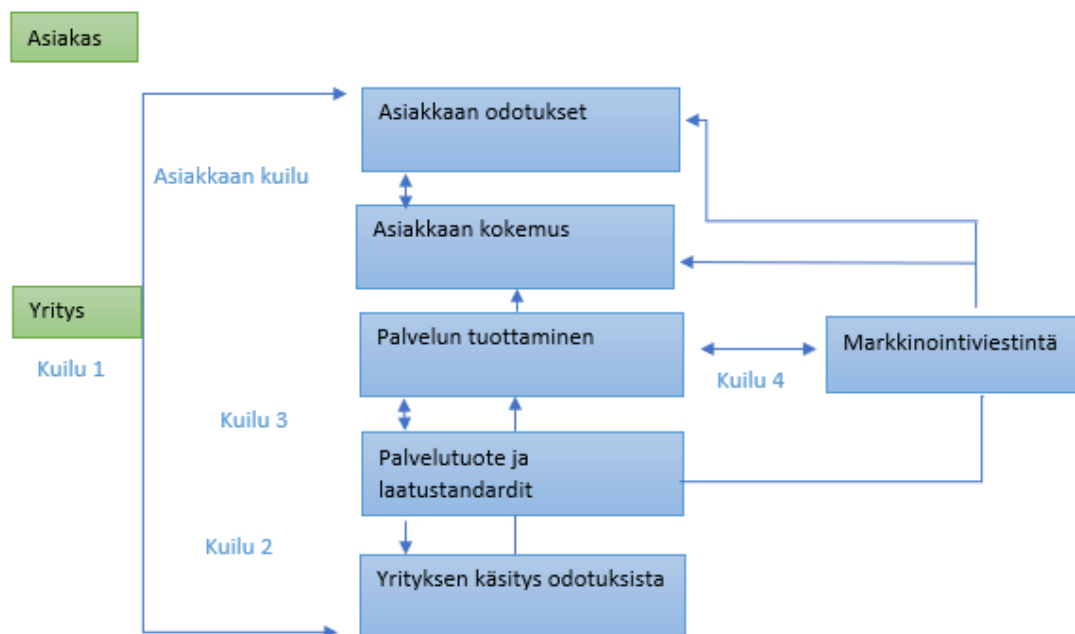 Asiakas
Asiakkaan odotukset
Asiakkaan kuilu
Asiakkaan kokemus
Yritys
Palvelun tuottaminen
Markkinointiviestintä
Kuilu 1
Kuilu 4
Kuilu 3
Palvelutuote ja
laatustandardit
Kuilu 2
Yrityksen käsitys odotuksista